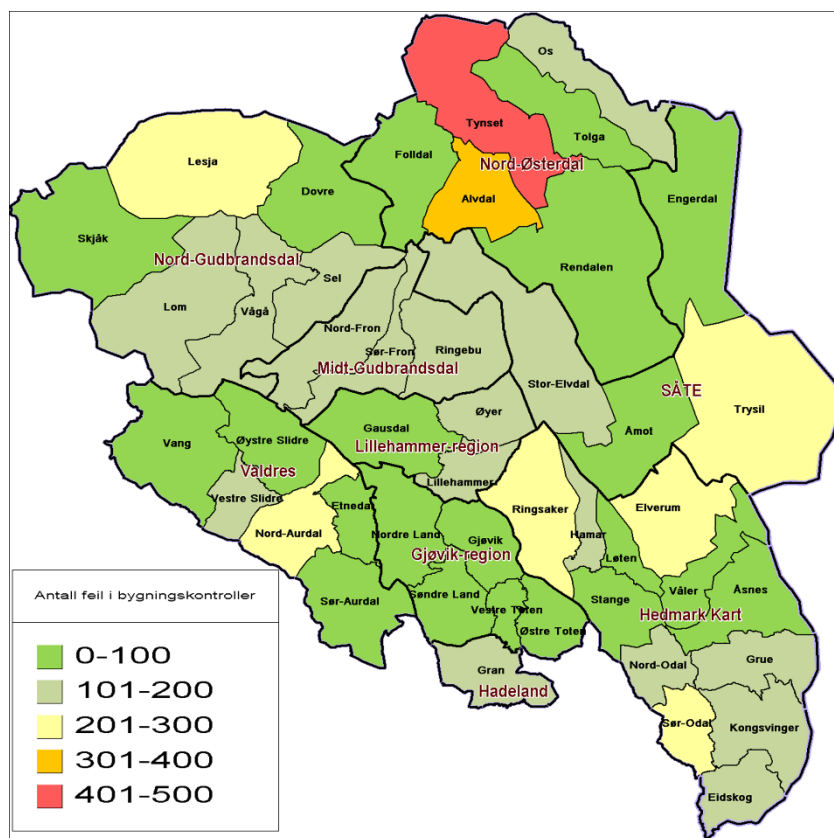 Os
Tynset
Tolga
Lesja
Folldal
Nord-Østerdal
Dovre
Alvdal
Engerdal
Skjåk
Nord-Gudbrandsdal
Rendalen
Sel
Lom
Vågå
Nord-Fron
Sør-Fron
Ringebu
Midt-Gudbrandsdal
Stor-Elvdal
SÅTE
Trysil
Øyer
Gausdal
Åmot
Lillehammer-region
Vang
Øystre Slidre
Valdres
Lillehammer
Vestre Slidre
Etnedal
Ringsaker
Elverum
Nord-Aurdal
Nordre Land
Gjøvik
Hamar
Gjøvik-region
Løten
Søndre Land
Våler
Åsnes
Sør-Aurdal
Vestre Toten
Stange
Hedmark Kart
Østre Toten
Gran
Nord-Odal
Grue
Hadeland
Sør-Odal
Kongsvinger
Eidskog
Antall feil i bygningskontroller
0-100
101-200
201-300
301-400
401-500